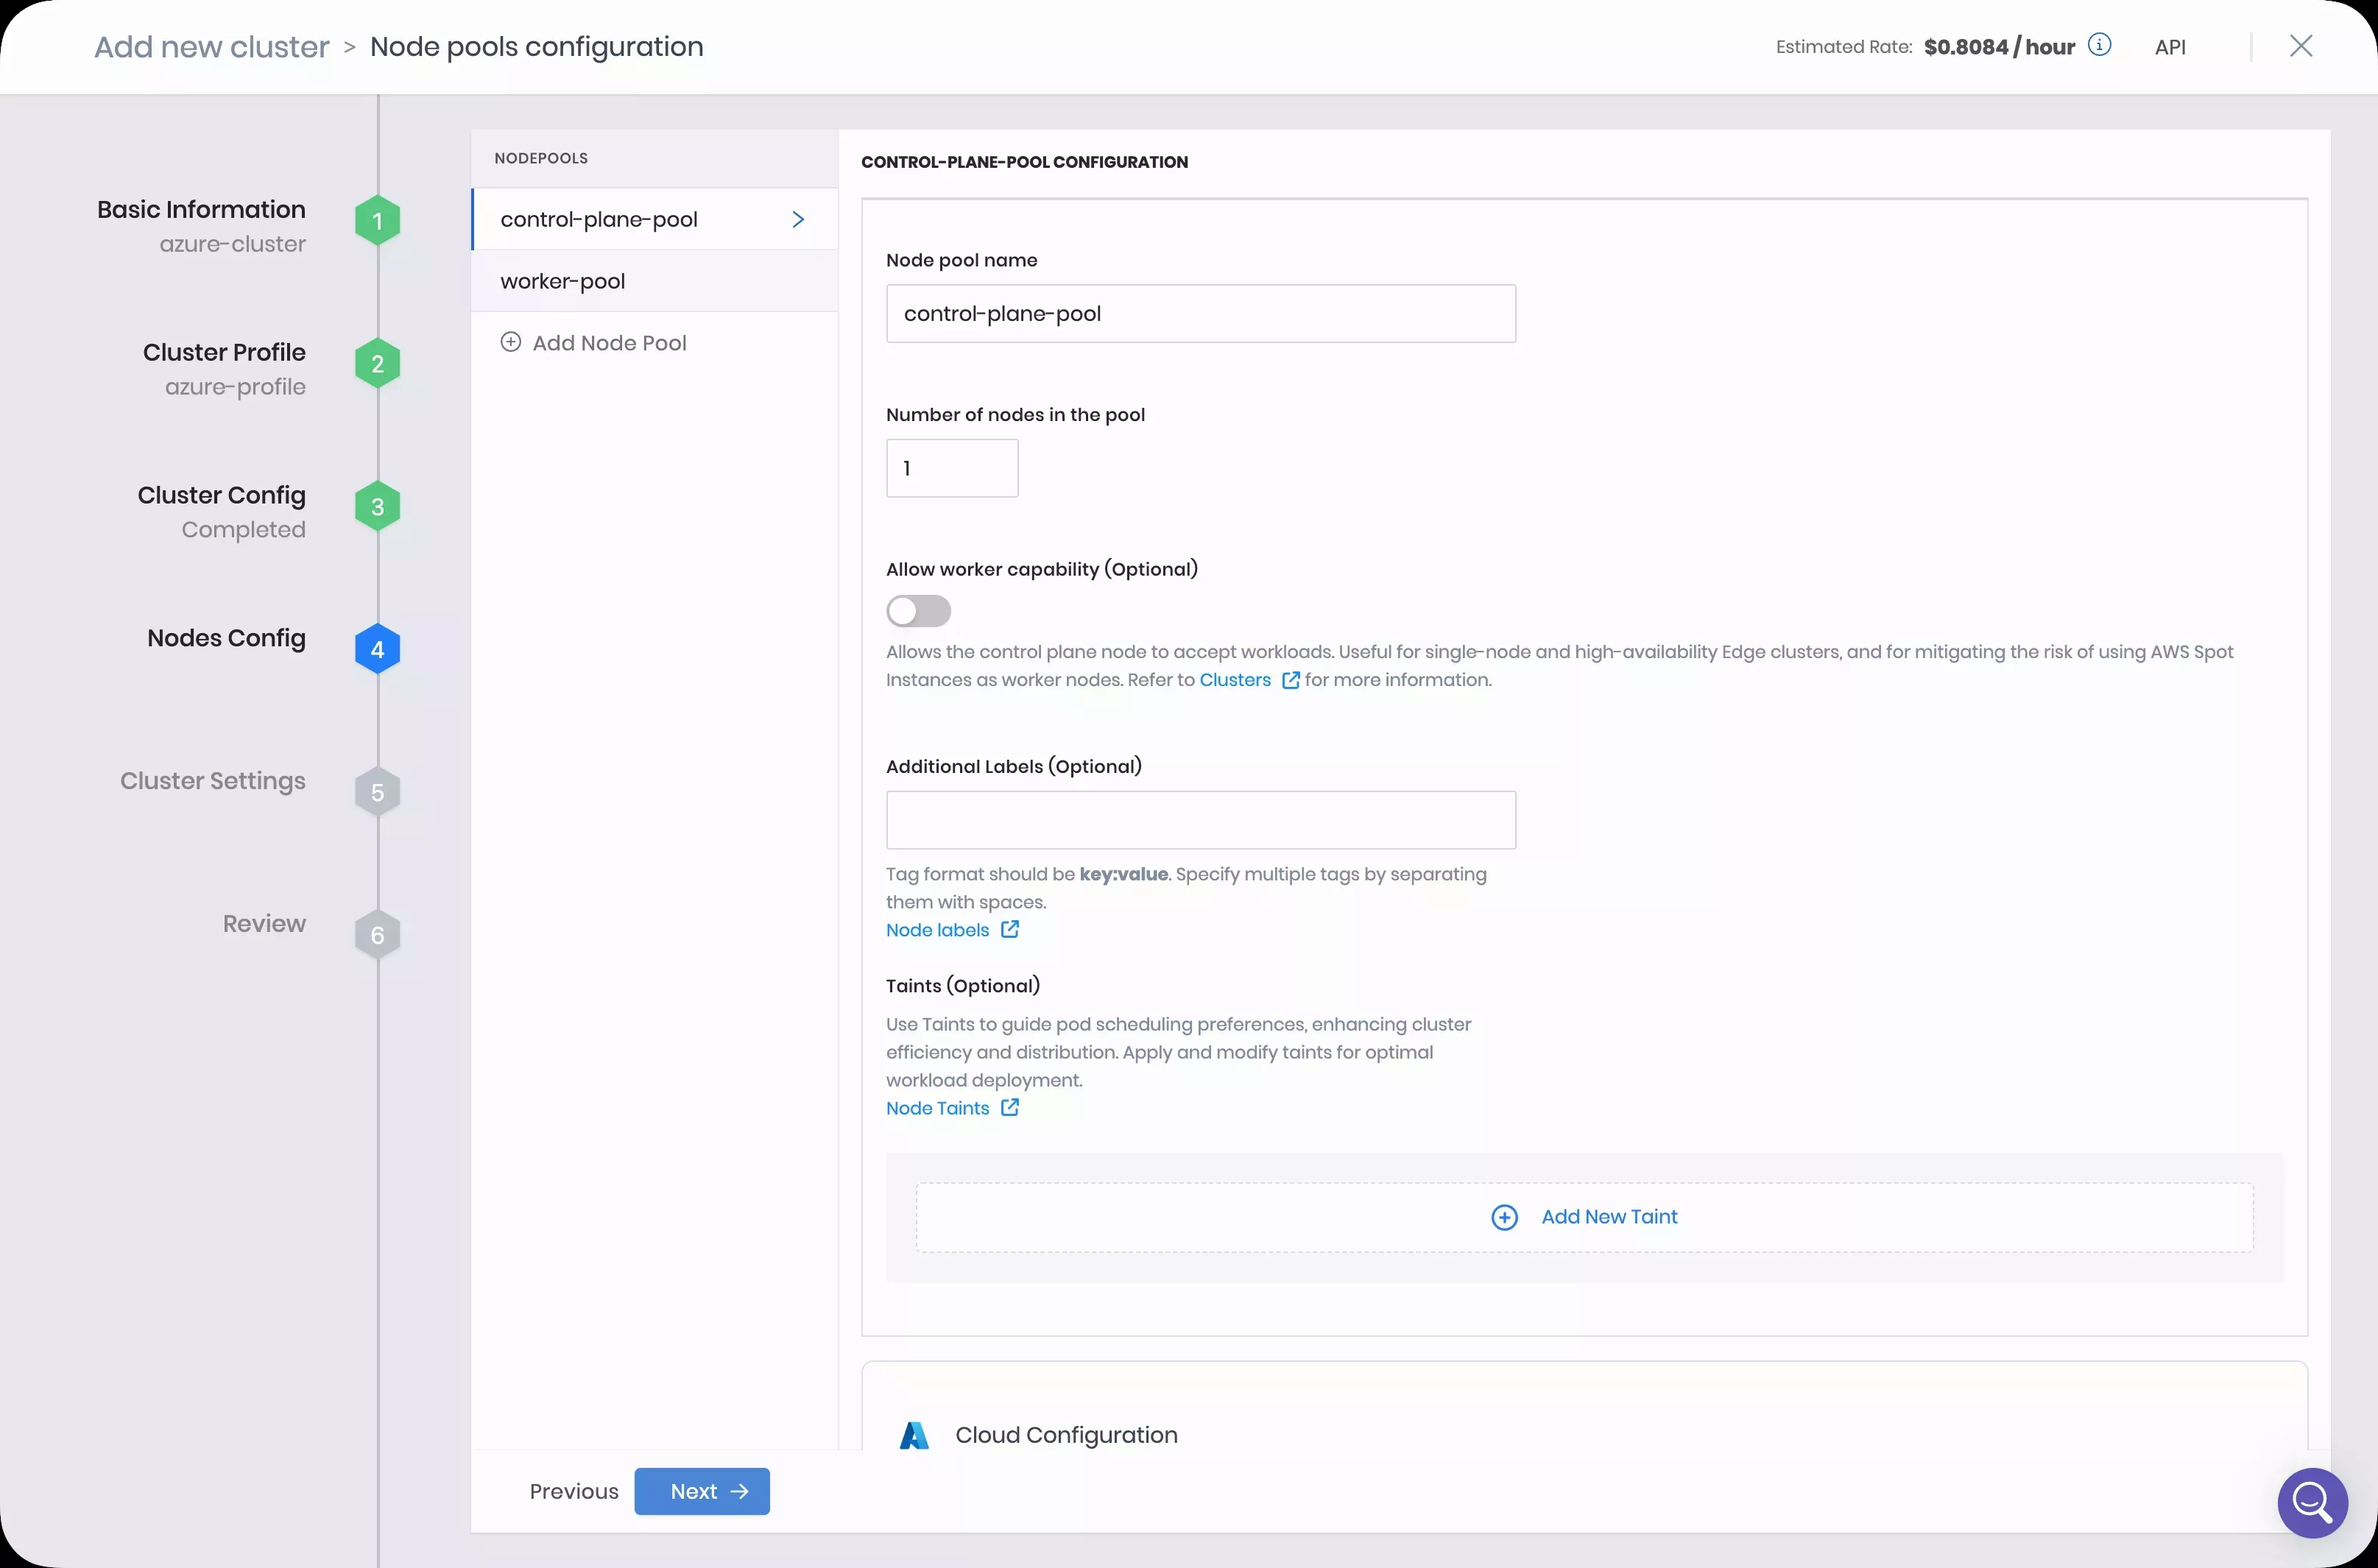 Add new cluster > Node pools configuration
Estimated Rate: $0.8084 / hour
API
Basic Information
azure-cluster
1
Cluster Profile
azure-profile
2
Cluster Config
Completed
3
Nodes Config
4
Cluster Settings
5
Review
6
NODEPOOLS
control-plane-pool
worker-pool
Add Node Pool
CONTROL-PLANE-POOL CONFIGURATION
Node pool name
control-plane-pool
Number of nodes in the pool
1
Allow worker capability (Optional)
Allows the control plane node to accept workloads. Useful for single-node and high-availability Edge clusters, and for mitigating the risk of using AWS Spot
Instances as worker nodes. Refer to Clusters for more information.
Additional Labels (Optional)
Tag format should be key:value. Specify multiple tags by separating
them with spaces.
Node labels
Taints (Optional)
Use Taints to guide pod scheduling preferences, enhancing cluster
efficiency and distribution. Apply and modify taints for optimal
workload deployment.
Node Taints
Add New Taint
Cloud Configuration
Previous
Next